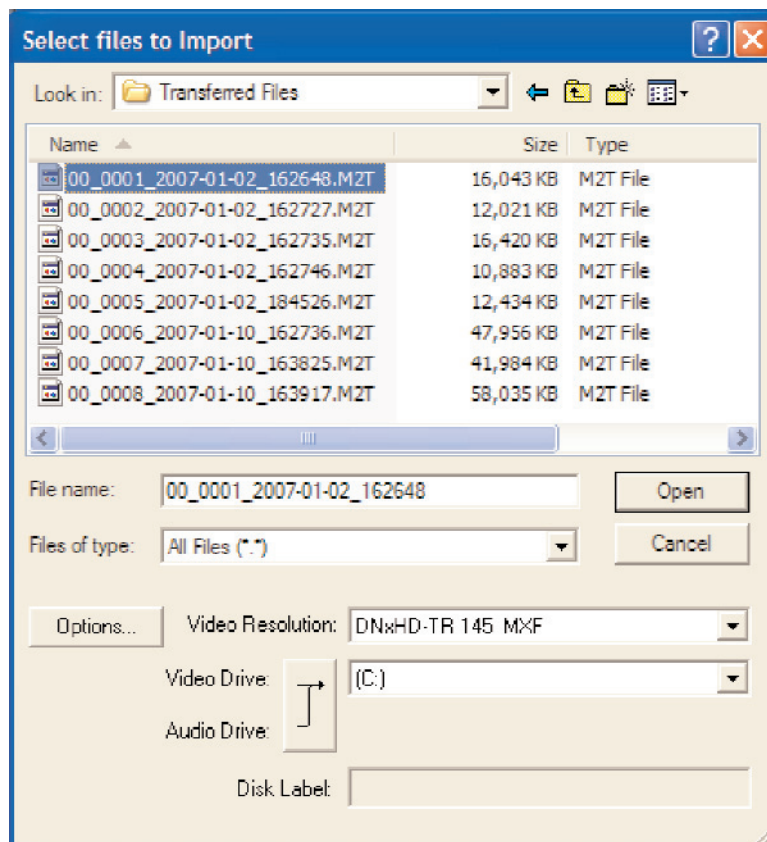 Select files to Import
Look in: Transferred Files
Name Size Type
00_0001_2007-01-02_162648.M2T 16,043 KB M2T File
00_0002_2007-01-02_162727.M2T 12,021 KB M2T File
00_0003_2007-01-02_162735.M2T 16,420 KB M2T File
00_0004_2007-01-02_162746.M2T 10,883 KB M2T File
00_0005_2007-01-02_184526.M2T 12,434 KB M2T File
00_0006_2007-01-10_162736.M2T 47,956 KB M2T File
00_0007_2007-01-10_163825.M2T 41,984 KB M2T File
00_0008_2007-01-10_163917.M2T 58,035 KB M2T File
File name: 00_0001_2007-01-02_162648 Open
Files of type: All Files (*.*) Cancel
Options... Video Resolution: DNxHD-TR 145 MXF
Video Drive: (C:)
Audio Drive:
Disk Label: